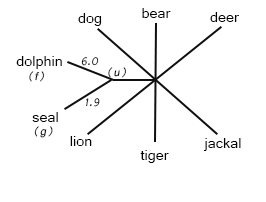 dog
bear
deer
dolphin
6.0
(u)
(f)
1.9
seal
(g)
lion
tiger
jackal